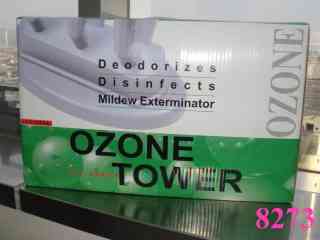 Deodorizes
Disinfects
Mildew Exterminator
OZONE
OZONE
TOWER
8273